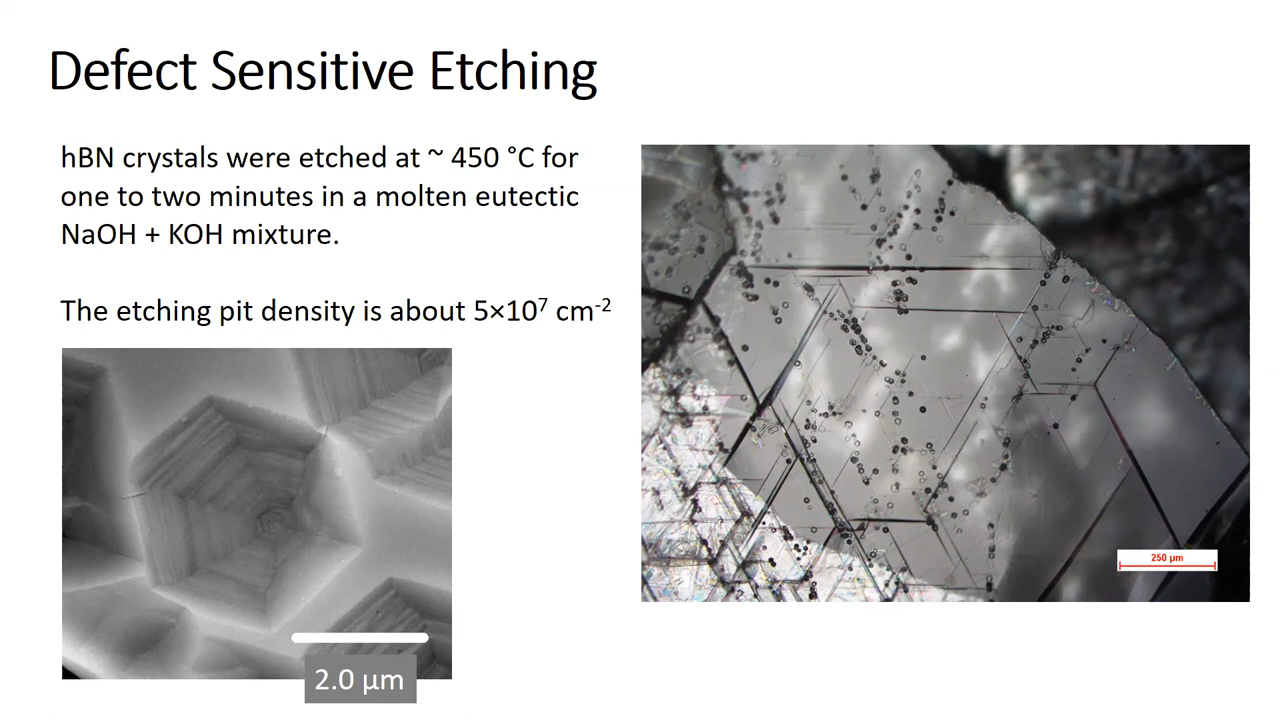 Defect Sensitive Etching
hBN crystals were etched at ~ 450 °C for
one to two minutes in a molten eutectic
NaOH + KOH mixture.
The etching pit density is about 5×10⁷ cm⁻²
2.0 µm
250 µm